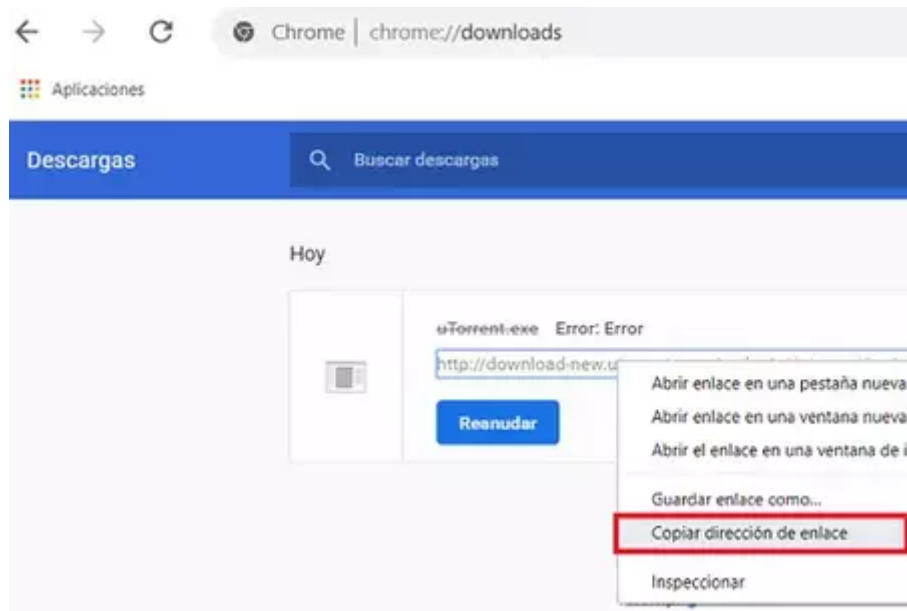 Chrome | chrome://downloads
Aplicaciones
Descargas
Buscar descargas
Hoy
uTorrent.exe Error: Error
http://download-new.u
Abrir enlace en una pestaña nueva
Abrir enlace en una ventana nueva
Abrir el enlace en una ventana de i
Reanudar
Guardar enlace como...
Copiar dirección de enlace
Inspeccionar